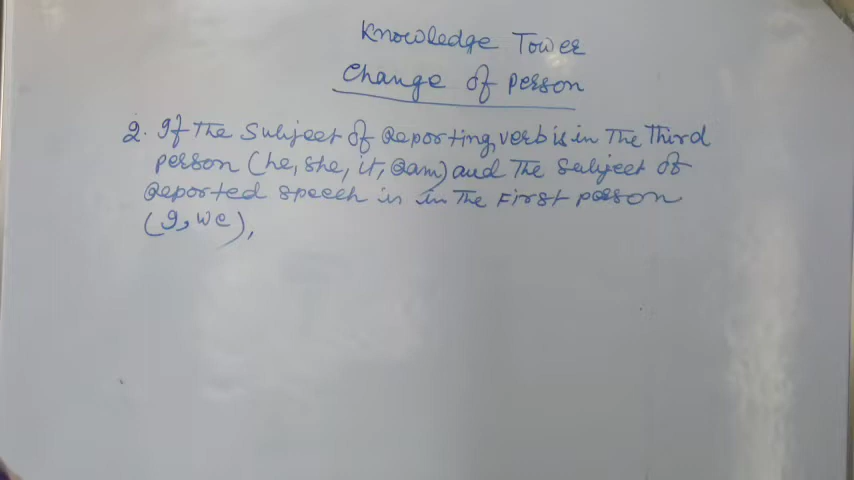 Knowledge Tower
Change of person
2. If The Subject of Reporting verb is in The Third
person (he, she, it, Ram) and The Subject of
Reported speech is in The First person
(I, we),